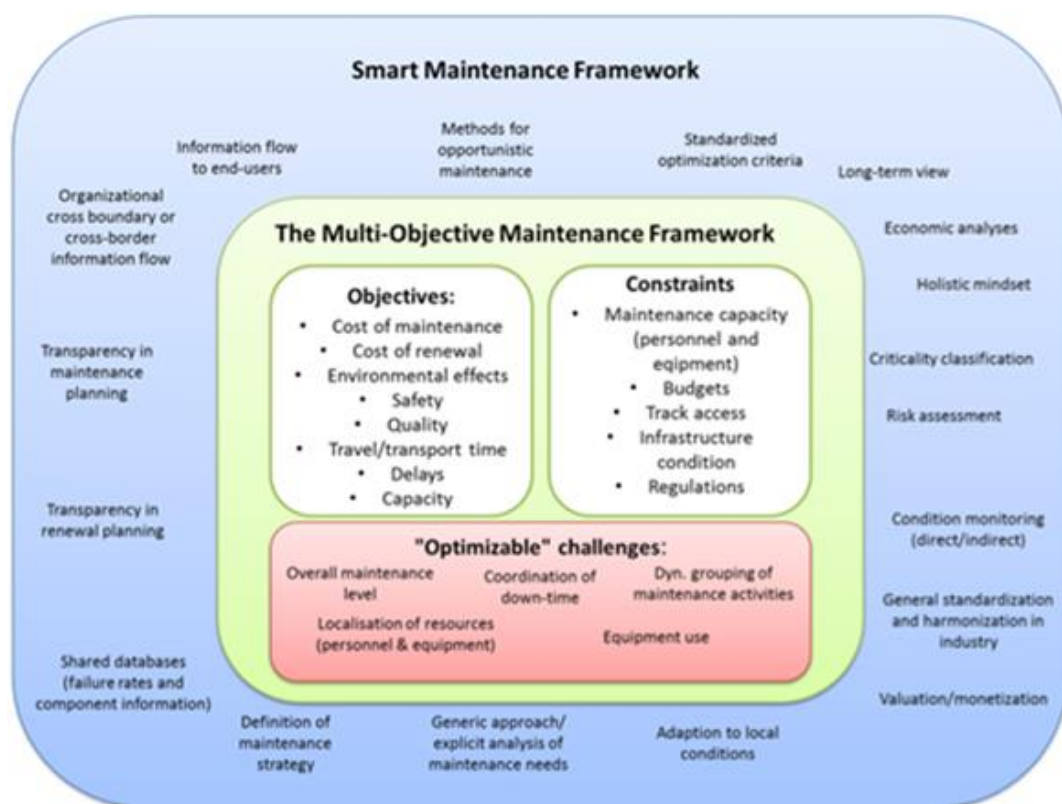 Smart Maintenance Framework
Information flow
to end-users
Methods for
opportunistic
maintenance
Standardized
optimization criteria
Long-term view
Organizational
cross boundary or
cross-border
information flow
Transparency in
maintenance
planning
Transparency in
renewal planning
Shared databases
(failure rates and
component information)
The Multi-Objective Maintenance Framework
Objectives:
• Cost of maintenance
• Cost of renewal
• Environmental effects
• Safety
• Quality
• Travel/transport time
• Delays
• Capacity
Constraints
• Maintenance capacity
(personnel and
eqipment)
• Budgets
• Track access
• Infrastructure
condition
• Regulations
"Optimizable" challenges:
Overall maintenance
level
Coordination of
down-time
Dyn. grouping of
maintenance activities
Localisation of resources
(personnel & equipment)
Equipment use
Economic analyses
Holistic mindset
Criticality classification
Risk assessment
Condition monitoring
(direct/indirect)
General standardization
and harmonization in
industry
Valuation/monetization
Definition of
maintenance
strategy
Generic approach/
explicit analysis of
maintenance needs
Adaption to local
conditions